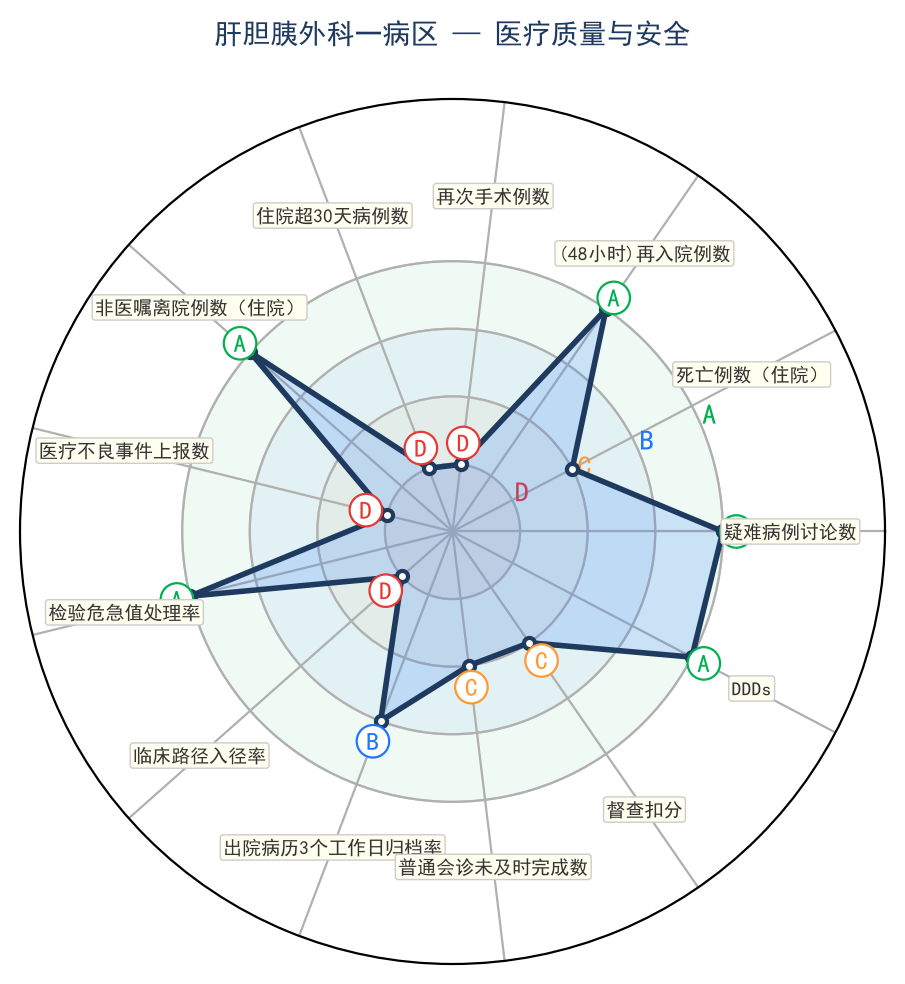 肝胆胰外科一病区 — 医疗质量与安全
再次手术例数
住院超30天病例数
(48小时)再入院例数
A
非医嘱离院例数（住院）
A
死亡例数（住院）
A
B
D
D
医疗不良事件上报数
C
D
D
疑难病例讨论数
D
A
检验危急值处理率
C
A
DDDs
C
B
临床路径入径率
督查扣分
出院病历3个工作日归档率
普通会诊未及时完成数